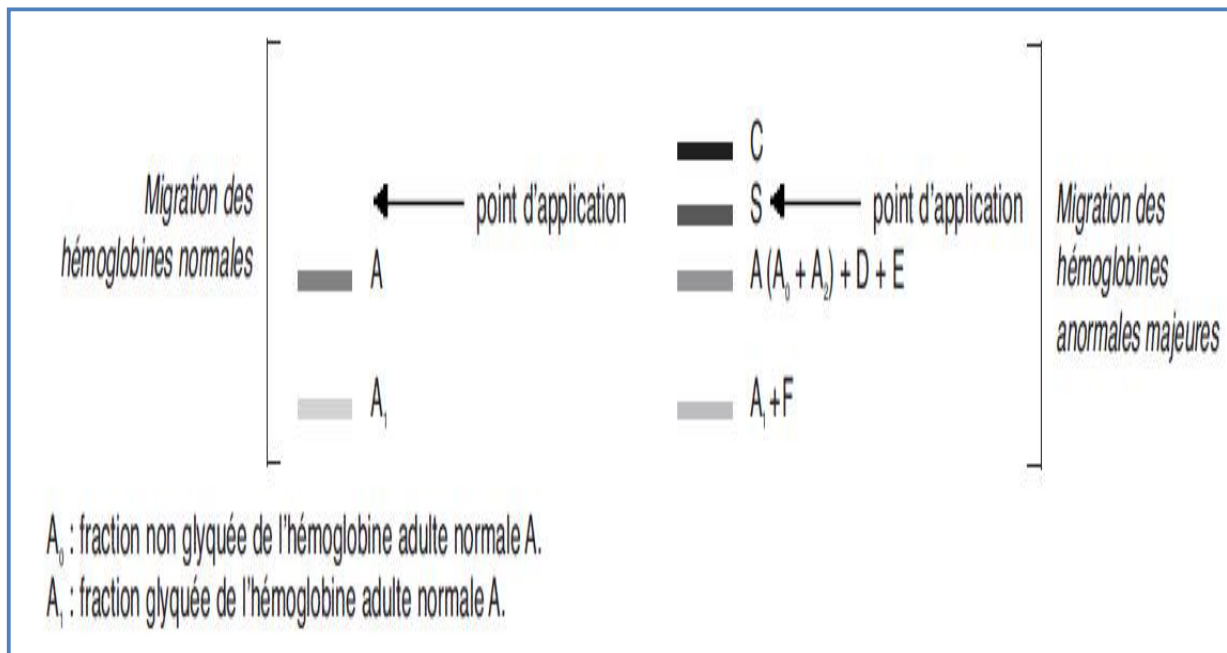 C
Migration des
hémoglobines normales
point d'application
S
point d'application
Migration des
hémoglobines
anormales majeures
A
A (A₀ + A₂) + D + E
A₁
A₁ +F
A₀ : fraction non glyquée de l'hémoglobine adulte normale A.
A₁ : fraction glyquée de l'hémoglobine adulte normale A.